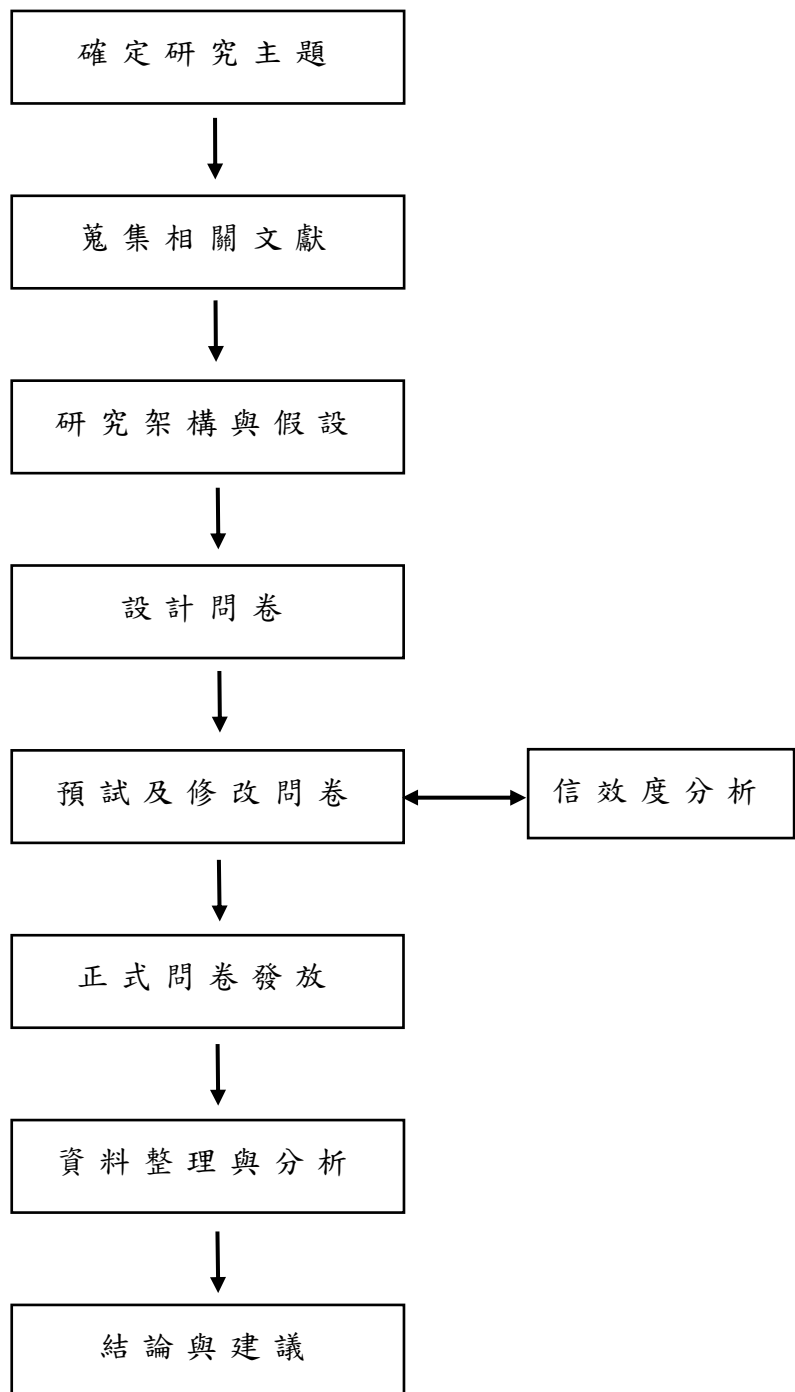 確定研究主題
蒐集相關文獻
研究架構與假設
設計問卷
預試及修改問卷
信效度分析
正式問卷發放
資料整理與分析
結論與建議